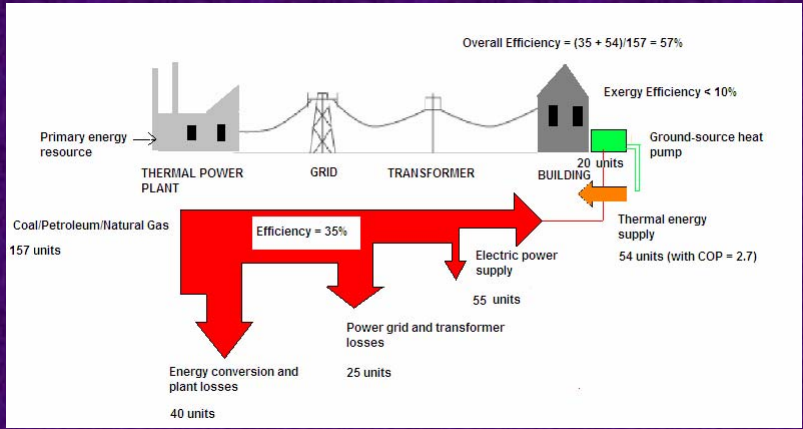 Overall Efficiency = (35 + 54)/157 = 57%
Exergy Efficiency < 10%
Primary energy
resource
Ground-source heat
pump
20 units
THERMAL POWER
PLANT
GRID
TRANSFORMER
BUILDING
Coal/Petroleum/Natural Gas
157 units
Efficiency = 35%
Thermal energy
supply
54 units (with COP = 2.7)
Electric power
supply
55 units
Power grid and transformer
losses
25 units
Energy conversion and
plant losses
40 units